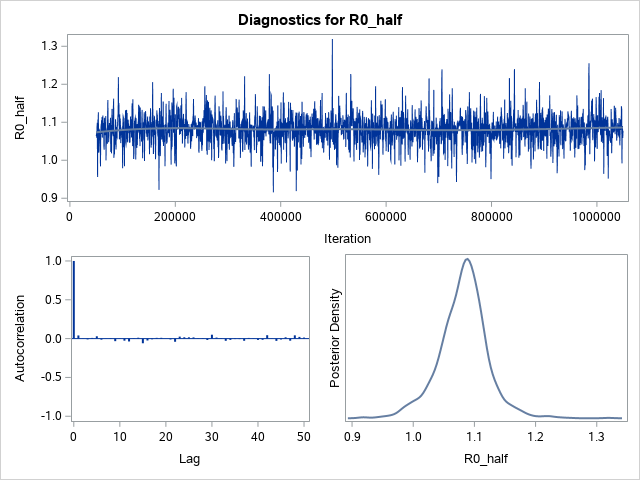 Diagnostics for R0_half
R0_half
1.3
1.2
1.1
1.0
0.9
0 200000 400000 600000 800000 1000000
Iteration
Autocorrelation
1.0
0.5
0.0
-0.5
-1.0
0 10 20 30 40 50
Lag
Posterior Density
0.9 1.0 1.1 1.2 1.3
R0_half